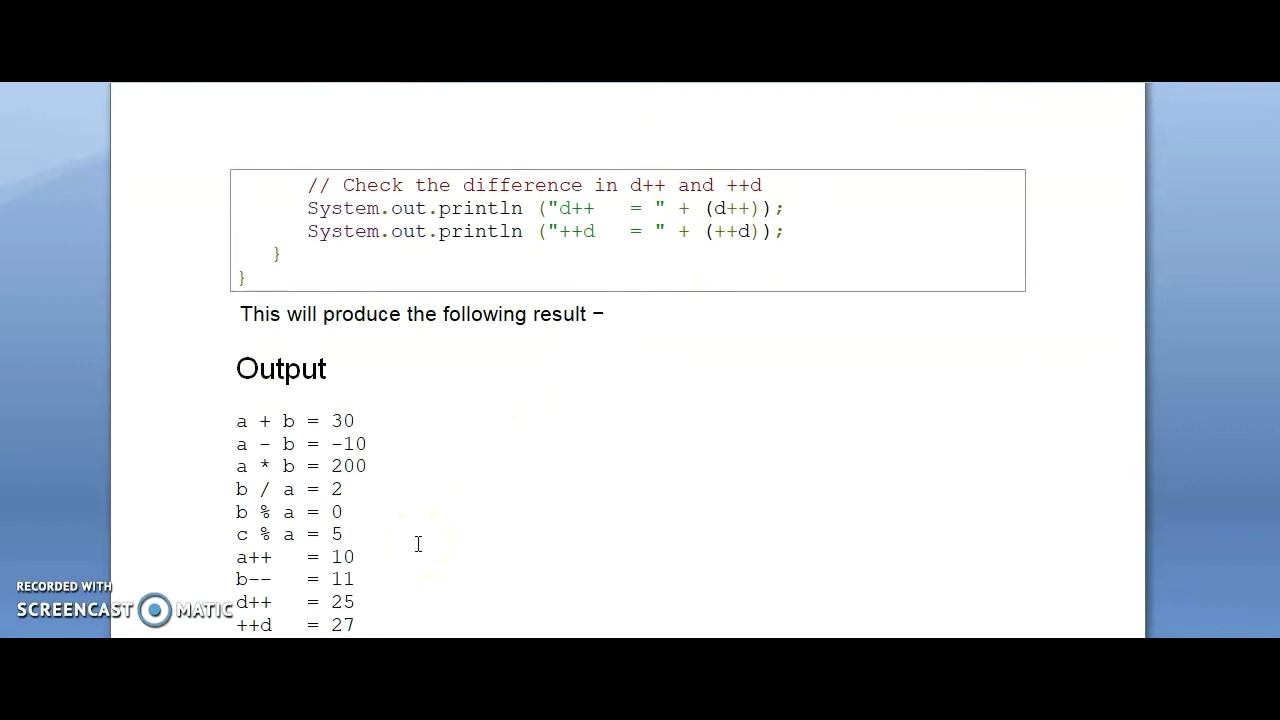 // Check the difference in d++ and ++d
System.out.println ("d++   = " + (d++));
System.out.println ("++d   = " + (++d));
}
}
This will produce the following result −
Output
a + b = 30
a - b = -10
a * b = 200
b / a = 2
b % a = 0
c % a = 5
a++   = 10
b--   = 11
d++   = 25
++d   = 27
RECORDED WITH
SCREENCAST MATIC